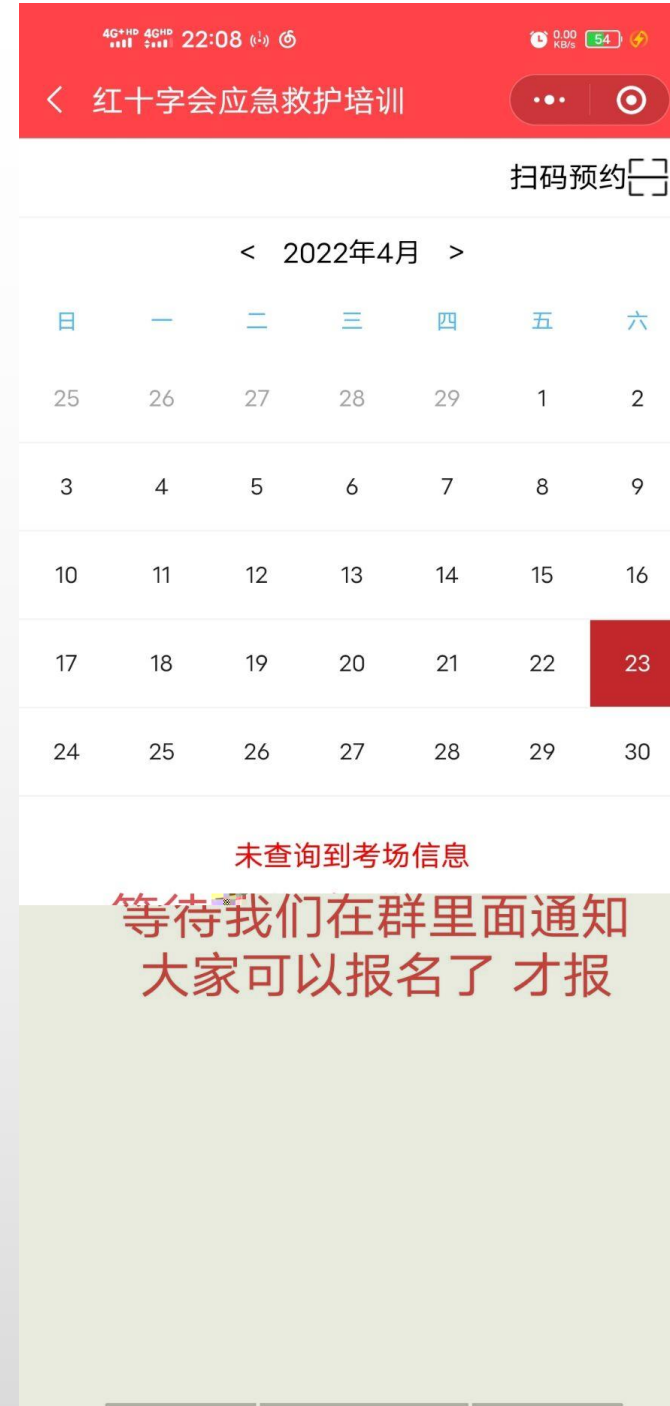 4G+HD 4GHD 22:08 0.00 KB/s 54
< 红十字会应急救护培训
扫码预约
< 2022年4月 >
日 一 二 三 四 五 六
25 26 27 28 29 1 2
3 4 5 6 7 8 9
10 11 12 13 14 15 16
17 18 19 20 21 22 23
24 25 26 27 28 29 30
未查询到考场信息
等待我们在群里面通知
大家可以报名了 才报